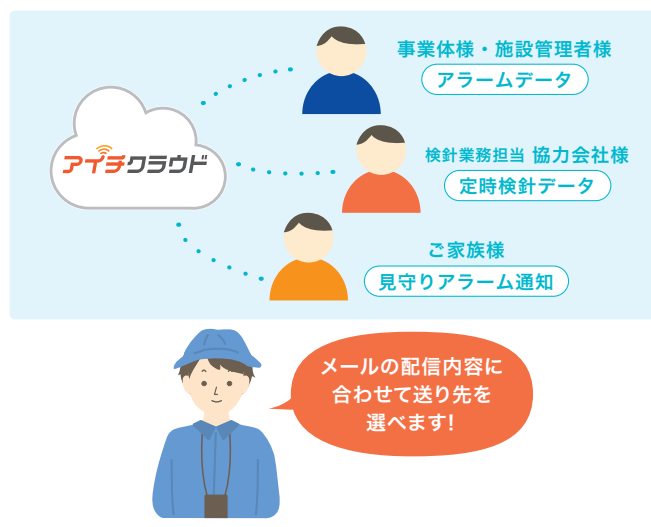 事業体様・施設管理者様
アラームデータ
アイチクラウド
検針業務担当 協力会社様
定時検針データ
ご家族様
見守りアラーム通知
メールの配信内容に
合わせて送り先を
選べます!